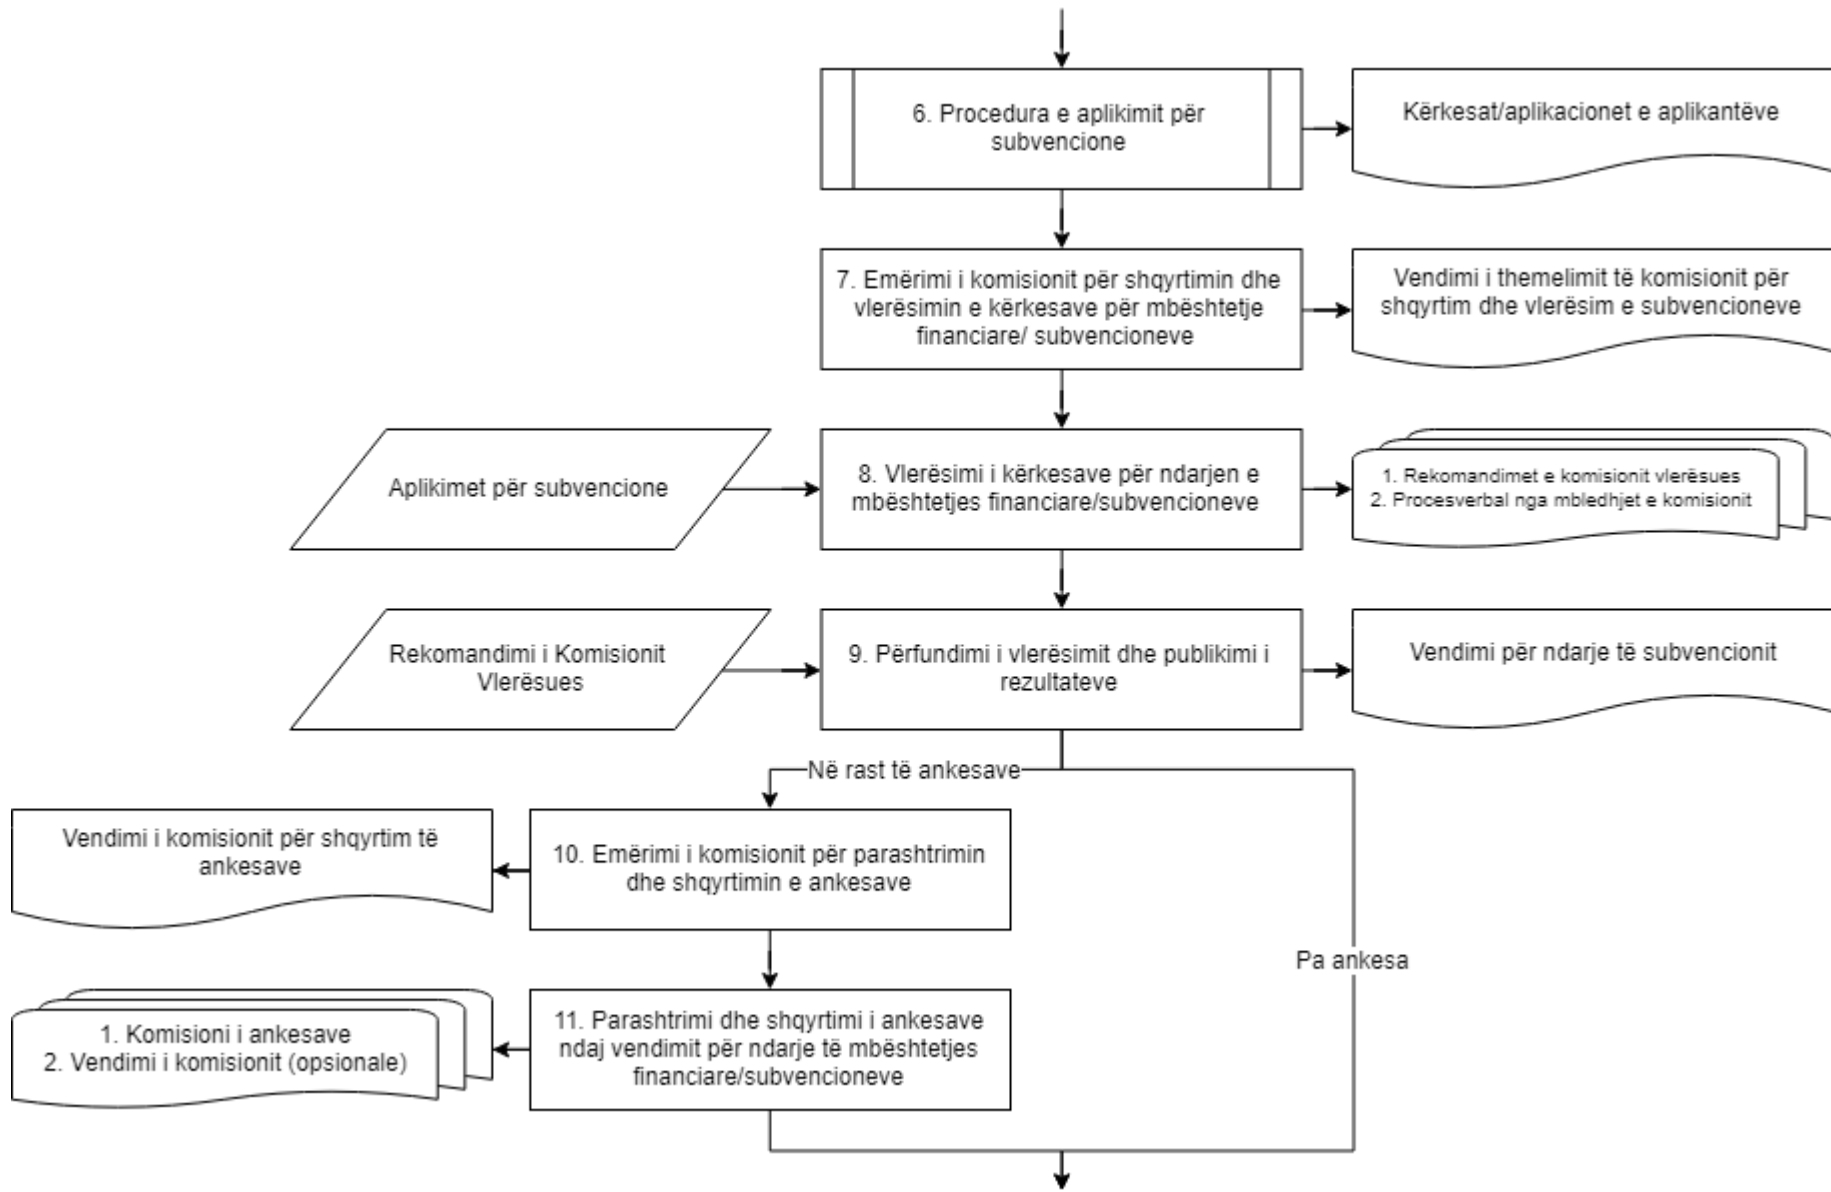 6. Procedura e aplikimit për
subvencione
Kërkesat/aplikacionet e aplikantëve
7. Emërimi i komisionit për shqyrtimin dhe
vlerësimin e kërkesave për mbështetje
financiare/ subvencioneve
Vendimi i themelimit të komisionit për
shqyrtim dhe vlerësim e subvencioneve
Aplikimet për subvencione
8. Vlerësimi i kërkesave për ndarjen e
mbështetjes financiare/subvencioneve
1. Rekomandimet e komisionit vlerësues
2. Procesverbal nga mbledhjet e komisionit
Rekomandimi i Komisionit
Vlerësues
9. Përfundimi i vlerësimit dhe publikimi i
rezultateve
Vendimi për ndarje të subvencionit
Në rast të ankesave
Vendimi i komisionit për shqyrtim të
ankesave
10. Emërimi i komisionit për parashtrimin
dhe shqyrtimin e ankesave
Pa ankesa
1. Komisioni i ankesave
2. Vendimi i komisionit (opsionale)
11. Parashtrimi dhe shqyrtimi i ankesave
ndaj vendimit për ndarje të mbështetjes
financiare/subvencioneve